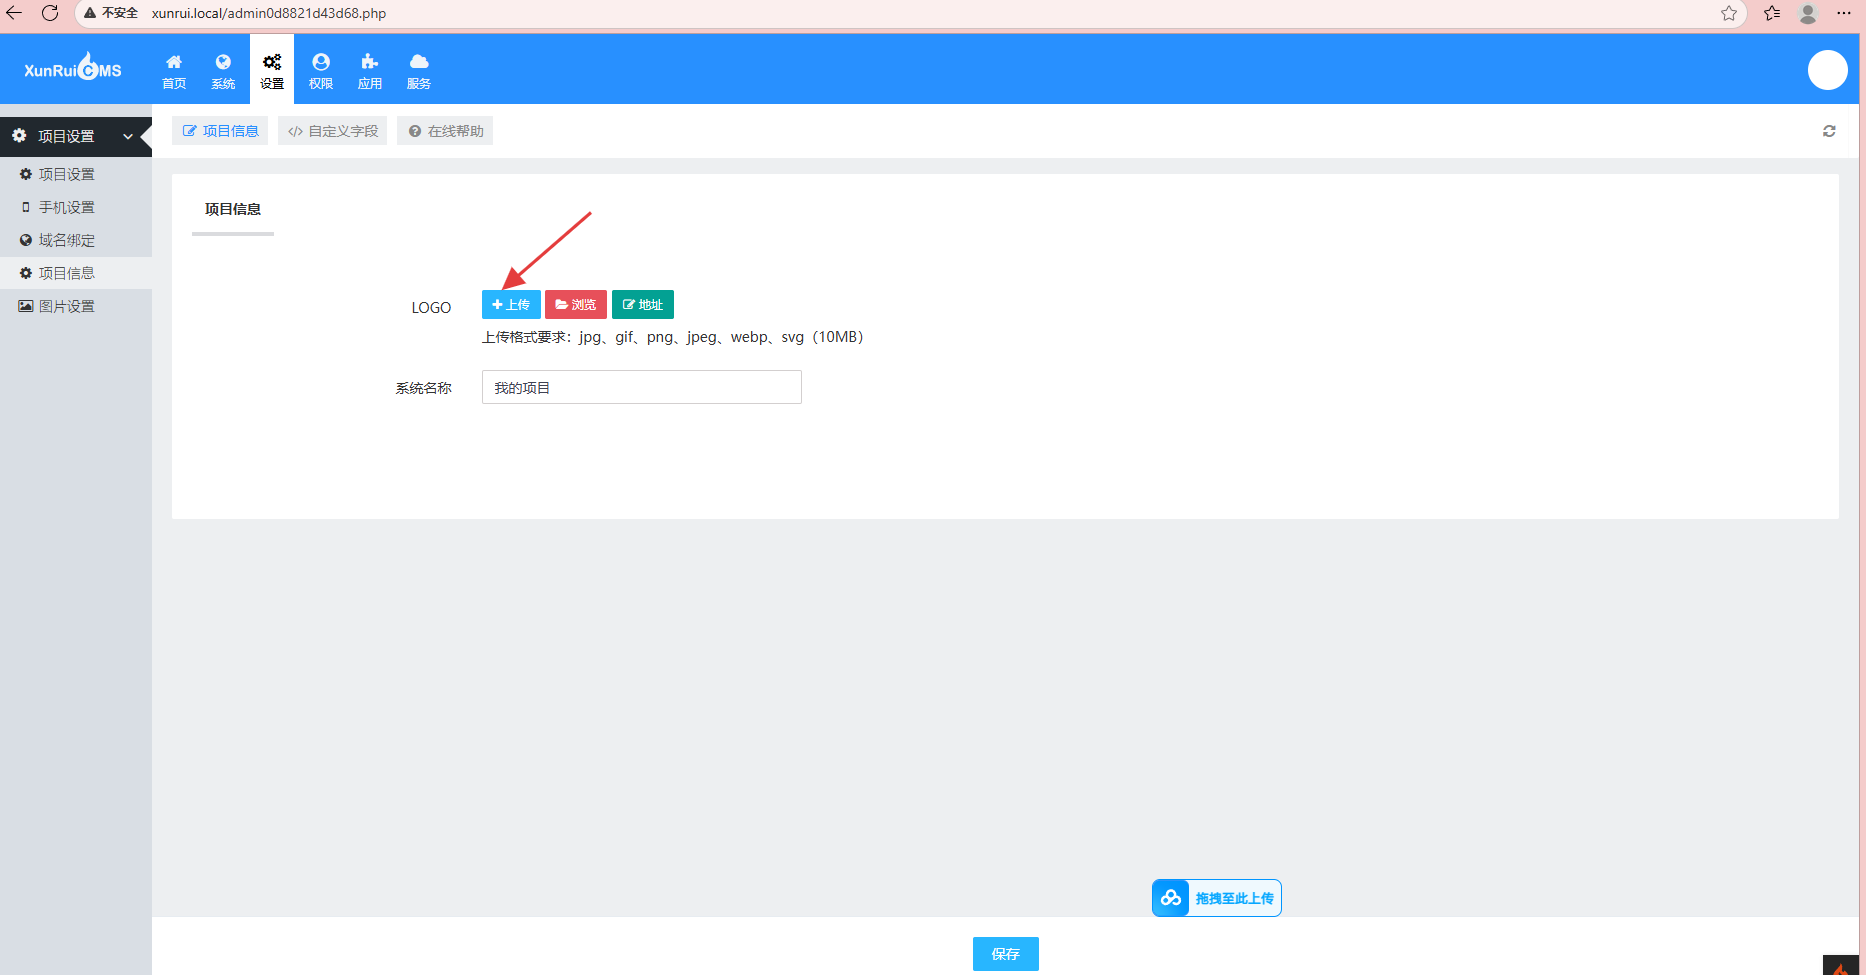 不安全 xunrui.local/admin0d8821d43d68.php
XunRuiCMS 首页 系统 设置 权限 应用 服务
项目设置
项目设置
手机设置
域名绑定
项目信息
图片设置
项目信息 自定义字段 在线帮助
项目信息
LOGO 上传 浏览 地址
上传格式要求：jpg、gif、png、jpeg、webp、svg（10MB）
系统名称 我的项目
拖拽至此上传
保存